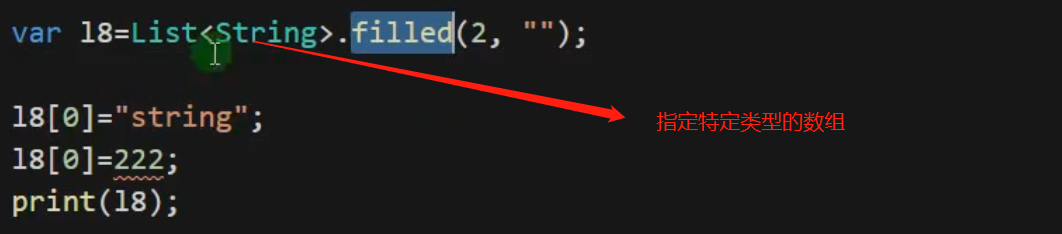 var l8=List<String>.filled(2, "");
指定特定类型的数组
l8[0]="string";
l8[0]=222;
print(l8);